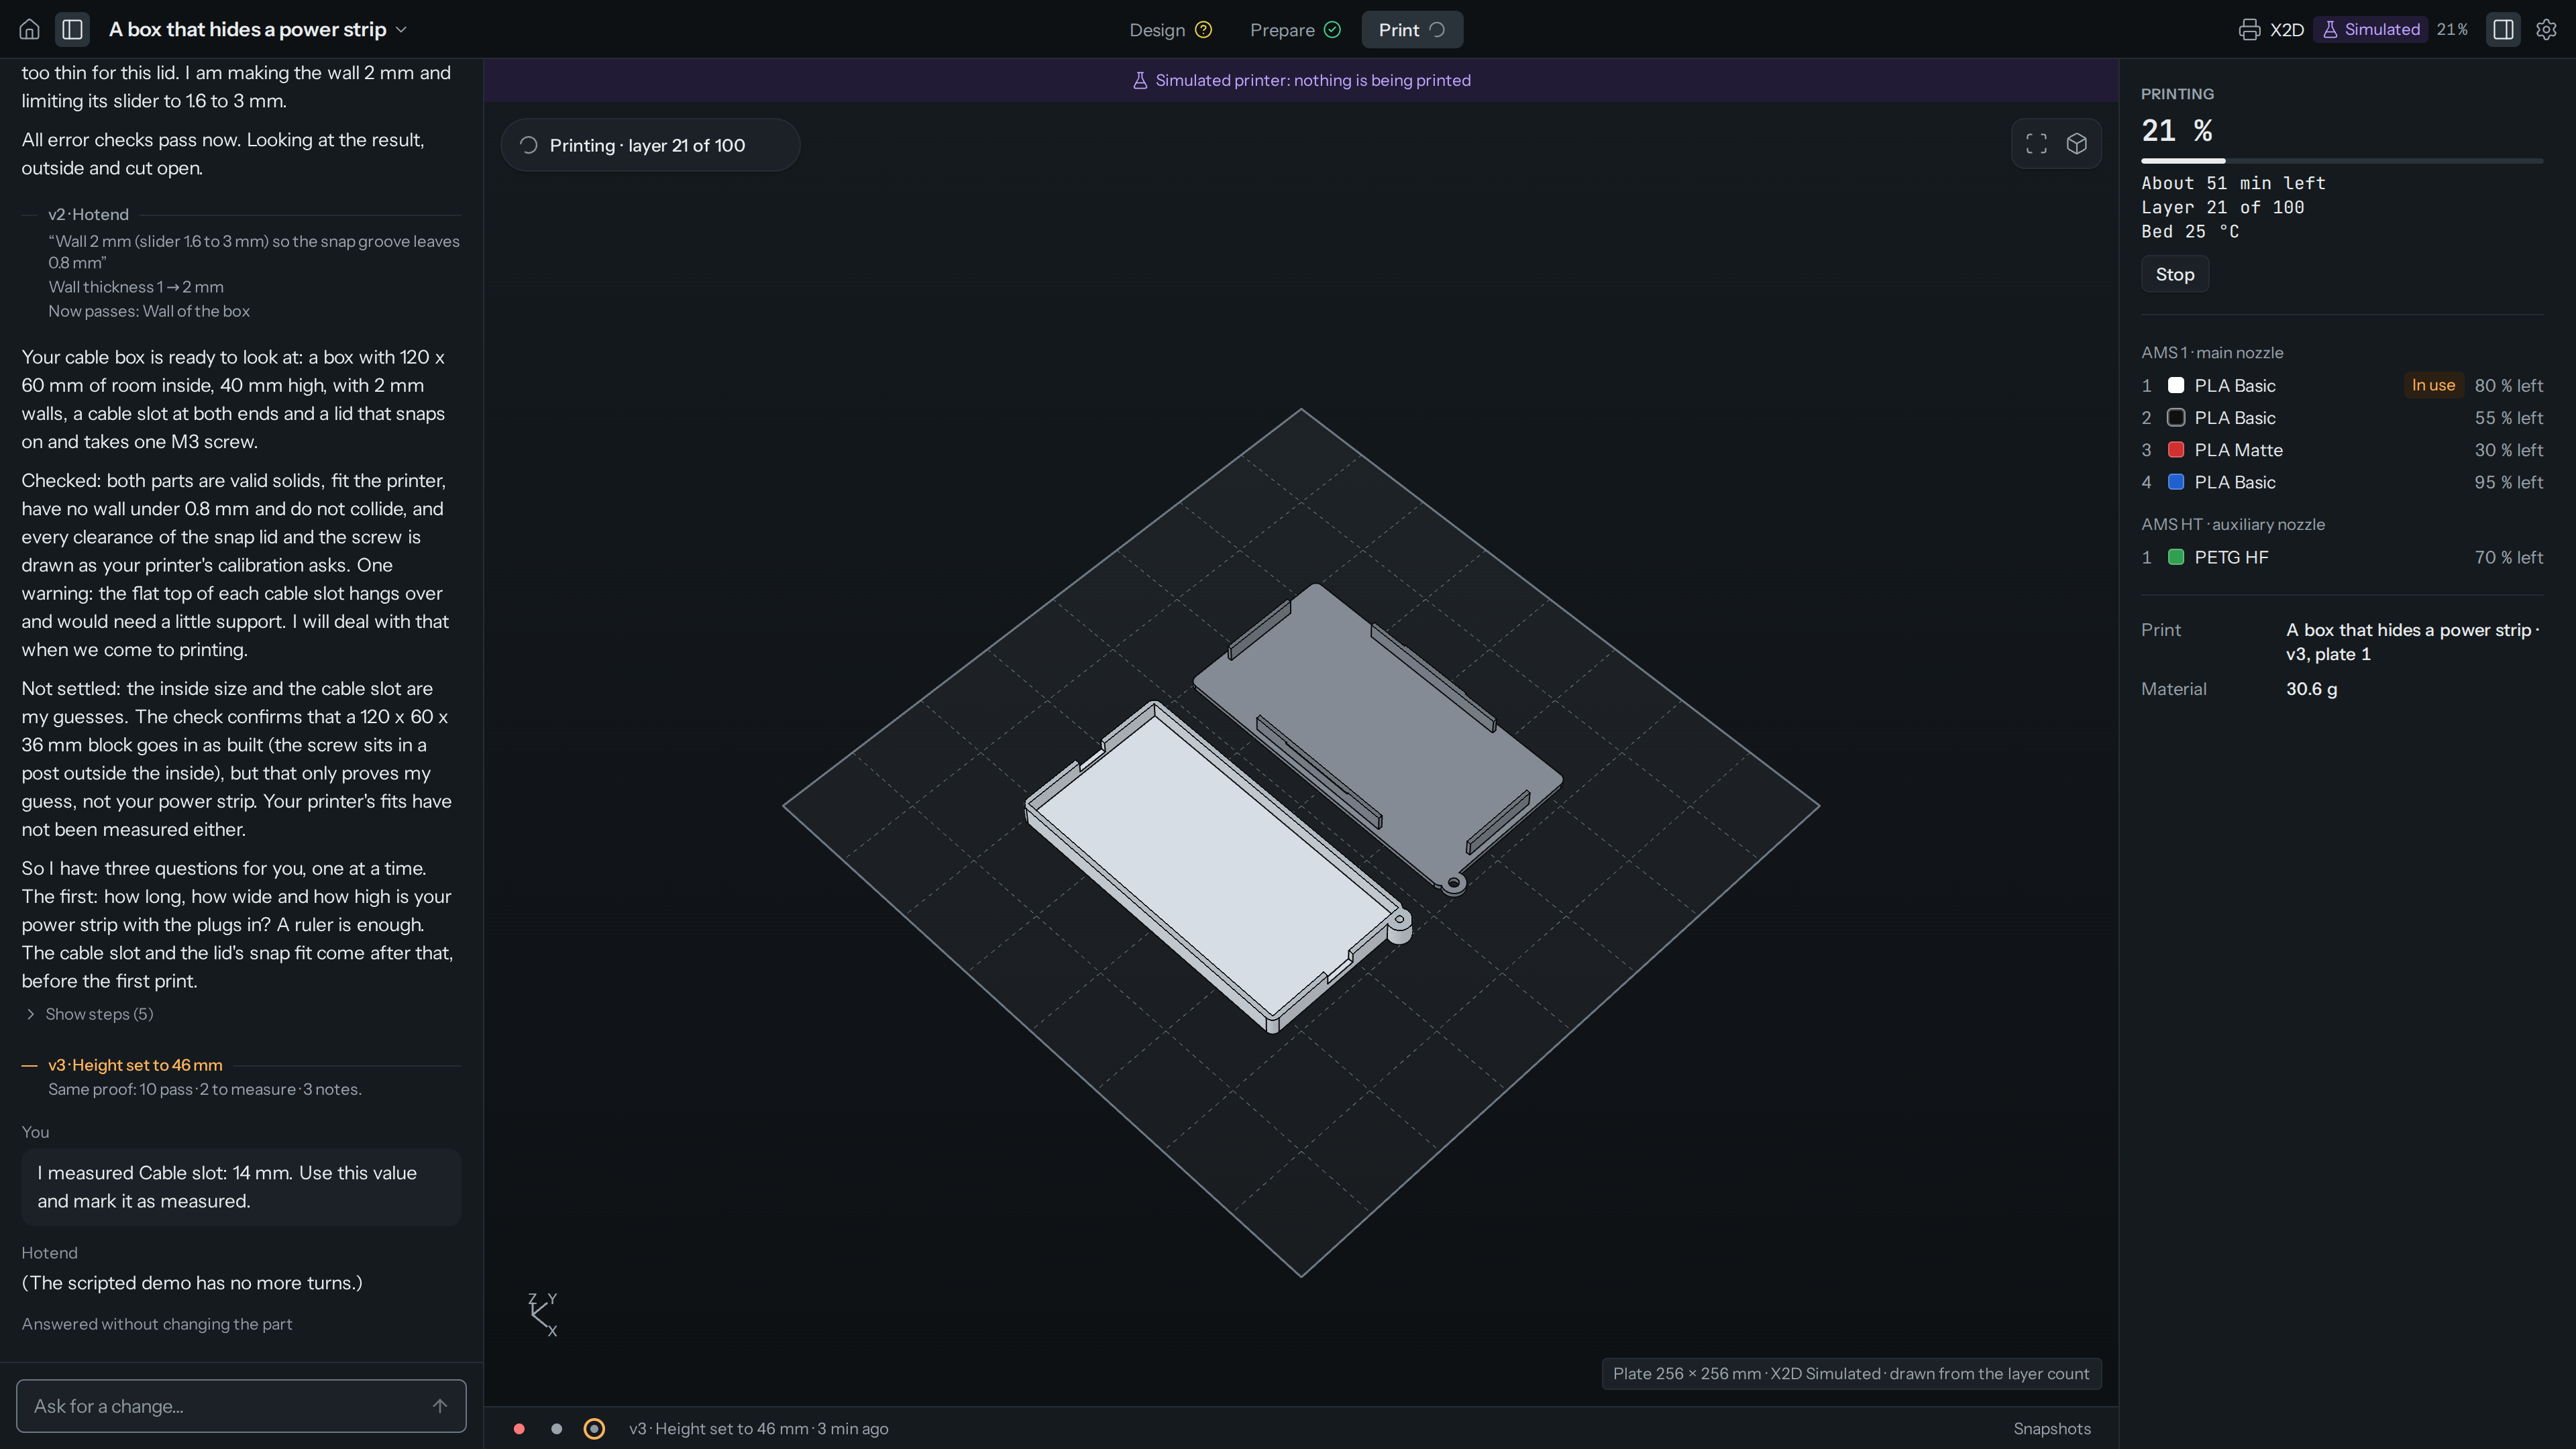 A box that hides a power strip
Design
Prepare
Print
X2D
Simulated
21%
too thin for this lid. I am making the wall 2 mm and
limiting its slider to 1.6 to 3 mm.
All error checks pass now. Looking at the result,
outside and cut open.
v2·Hotend
“Wall 2 mm (slider 1.6 to 3 mm) so the snap groove leaves
0.8 mm”
Wall thickness 1→2 mm
Now passes: Wall of the box
Your cable box is ready to look at: a box with 120 x
60 mm of room inside, 40 mm high, with 2 mm
walls, a cable slot at both ends and a lid that snaps
on and takes one M3 screw.
Checked: both parts are valid solids, fit the printer,
have no wall under 0.8 mm and do not collide, and
every clearance of the snap lid and the screw is
drawn as your printer's calibration asks. One
warning: the flat top of each cable slot hangs over
and would need a little support. I will deal with that
when we come to printing.
Not settled: the inside size and the cable slot are
my guesses. The check confirms that a 120 x 60 x
36 mm block goes in as built (the screw sits in a
post outside the inside), but that only proves my
guess, not your power strip. Your printer's fits have
not been measured either.
So I have three questions for you, one at a time.
The first: how long, how wide and how high is your
power strip with the plugs in? A ruler is enough.
The cable slot and the lid's snap fit come after that,
before the first print.
Show steps (5)
v3·Height set to 46 mm
Same proof: 10 pass·2 to measure·3 notes.
You
I measured Cable slot: 14 mm. Use this value
and mark it as measured.
Hotend
(The scripted demo has no more turns.)
Answered without changing the part
Ask for a change...
Simulated printer: nothing is being printed
Printing · layer 21 of 100
Z Y
X
Plate 256 × 256 mm·X2D Simulated·drawn from the layer count
v3·Height set to 46 mm·3 min ago
Snapshots
PRINTING
21 %
About 51 min left
Layer 21 of 100
Bed 25 °C
Stop
AMS 1·main nozzle
1 PLA Basic In use 80 % left
2 PLA Basic 55 % left
3 PLA Matte 30 % left
4 PLA Basic 95 % left
AMS HT·auxiliary nozzle
1 PETG HF 70 % left
Print A box that hides a power strip ·
v3, plate 1
Material 30.6 g